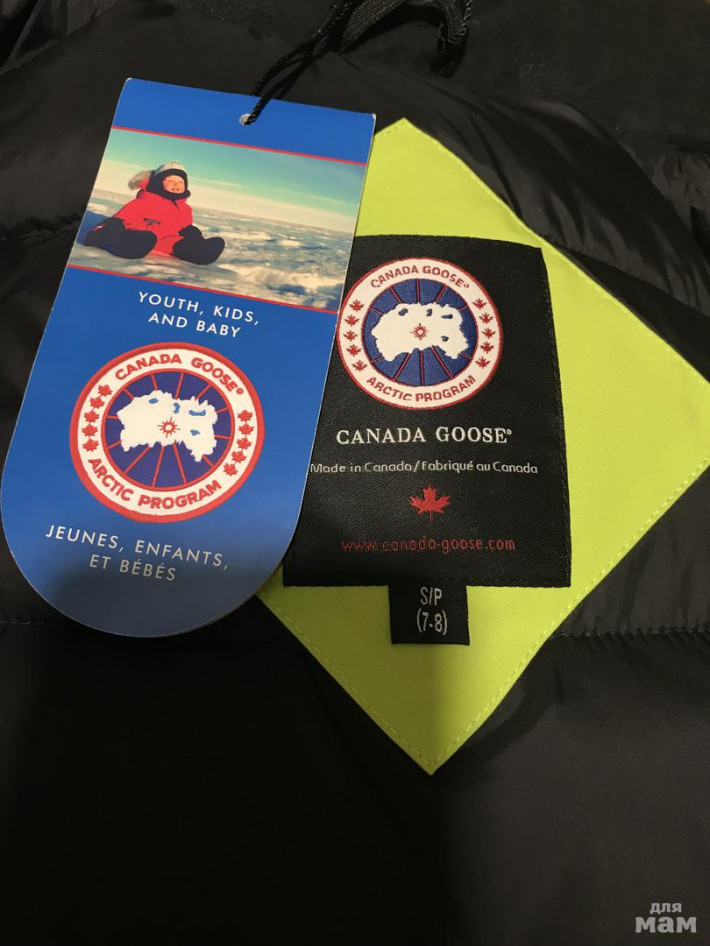 YOUTH, KIDS,
AND BABY
CANADA GOOSE®
ARCTIC PROGRAM
JEUNES, ENFANTS,
ET BÉBÉS
CANADA GOOSE®
ARCTIC PROGRAM
CANADA GOOSE®
Made in Canada/Fabriqué au Canada
www.canada-goose.com
S/P
(7-8)
для
мам